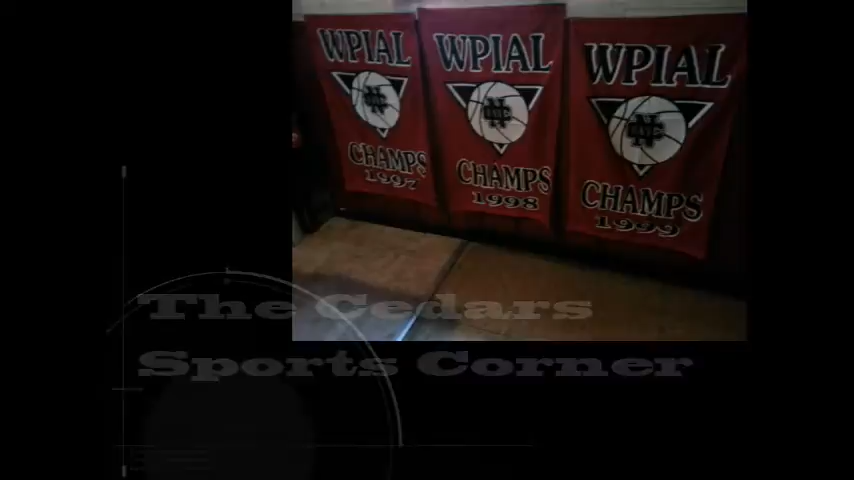 WPIAL
CHAMPS
1997
WPIAL
CHAMPS
1998
WPIAL
CHAMPS
1999
The Cedars
Sports Corner